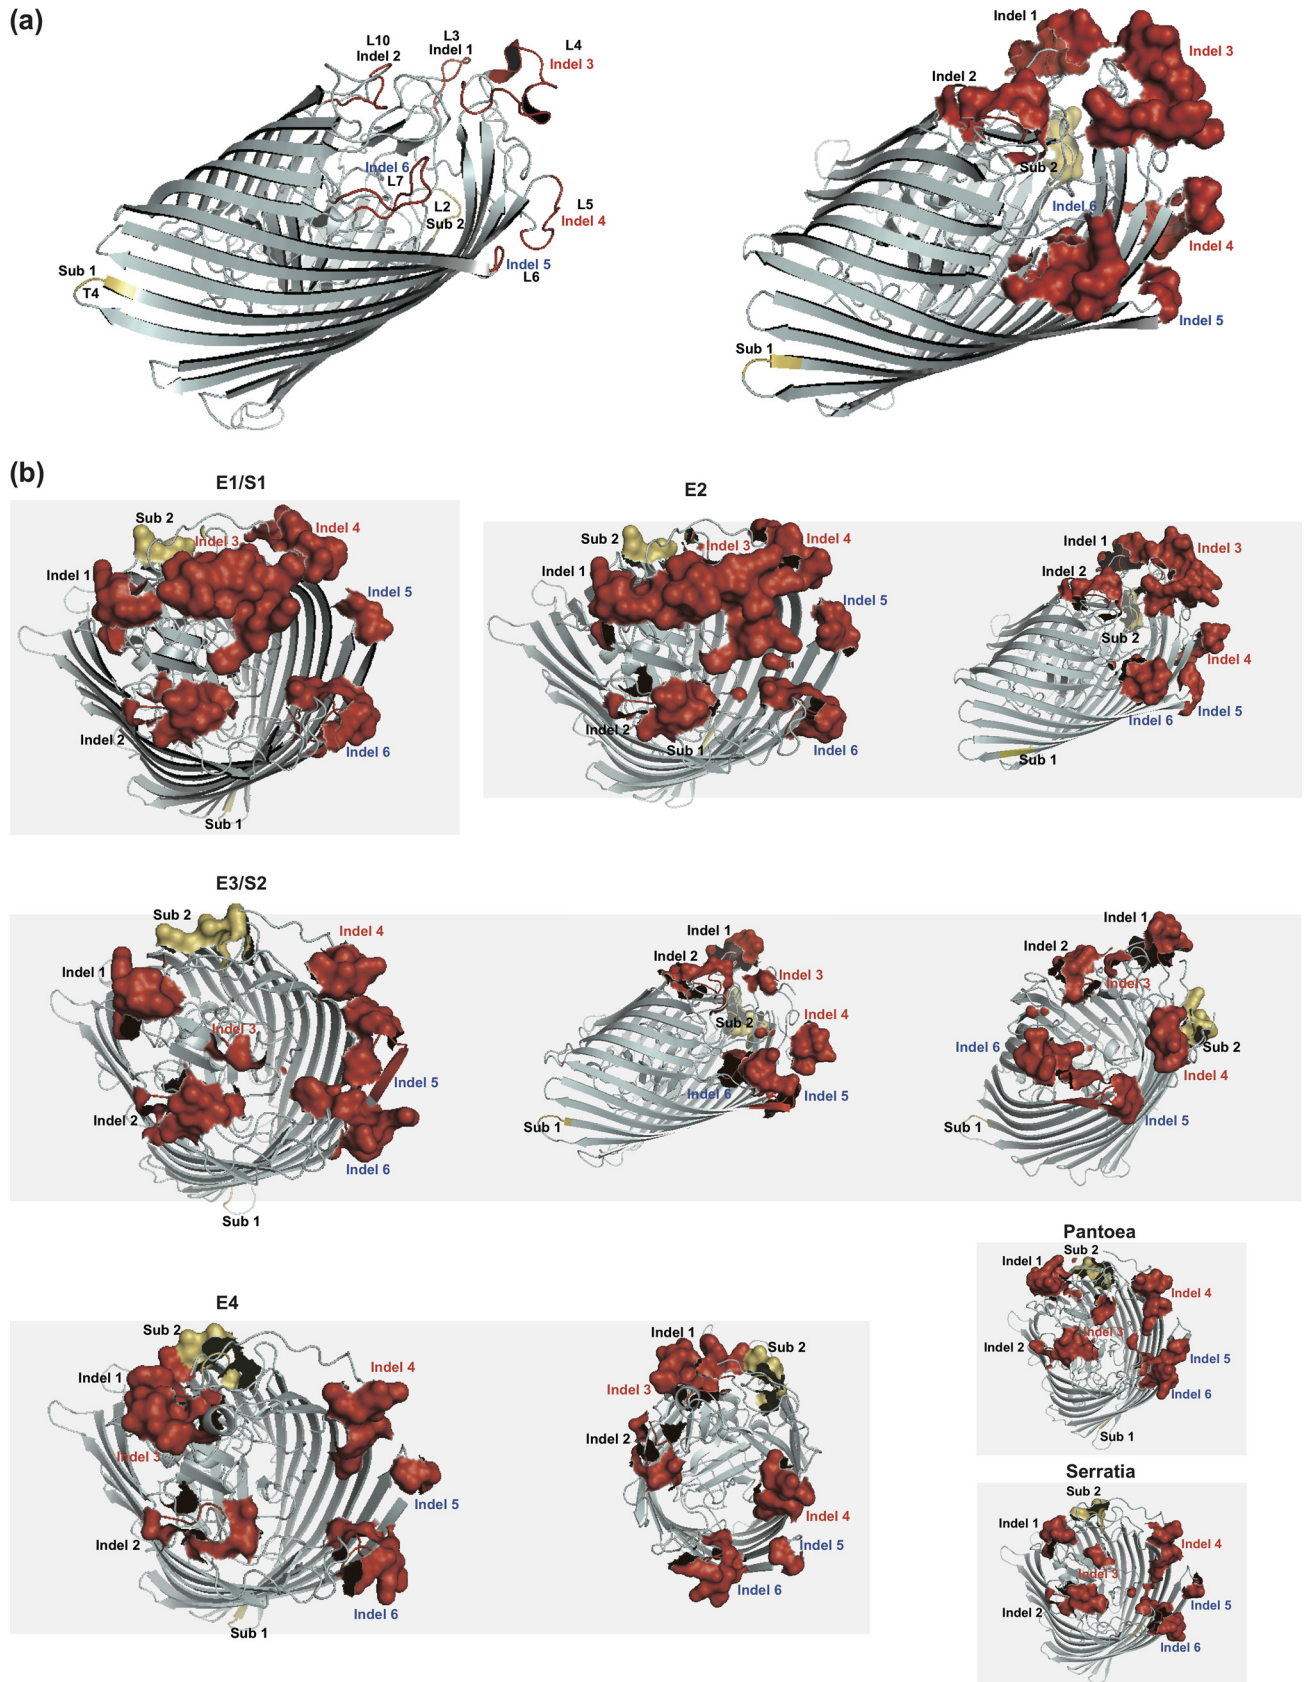 (a)
L10
Indel 2
L3
Indel 1
L4
Indel 3
Indel 6
L7
L2
Sub 2
L5
Indel 4
Indel 5
L6
Sub 1
T4
Indel 1
Indel 3
Indel 2
Sub 2
Indel 6
Indel 4
Indel 5
Sub 1
(b)
E1/S1
Sub 2
Indel 4
Indel 3
Indel 1
Indel 5
Indel 2
Indel 6
Sub 1
E2
Sub 2
Indel 3
Indel 4
Indel 1
Indel 5
Indel 2
Sub 1
Indel 6
Indel 1
Indel 3
Indel 2
Sub 2
Indel 4
Indel 6
Indel 5
Sub 1
E3/S2
Sub 2
Indel 4
Indel 1
Indel 3
Indel 5
Indel 2
Indel 6
Sub 1
Indel 1
Indel 2
Indel 3
Sub 2
Indel 4
Indel 6
Indel 5
Sub 1
Indel 1
Indel 2
Indel 3
Indel 6
Sub 2
Indel 4
Indel 5
Sub 1
E4
Sub 2
Indel 4
Indel 1
Indel 3
Indel 5
Indel 2
Indel 6
Sub 1
Indel 1
Sub 2
Indel 3
Indel 2
Indel 4
Indel 5
Indel 6
Pantoea
Sub 2
Indel 1
Indel 4
Indel 3
Indel 2
Indel 5
Indel 6
Sub 1
Serratia
Sub 2
Indel 1
Indel 4
Indel 3
Indel 5
Indel 2
Indel 6